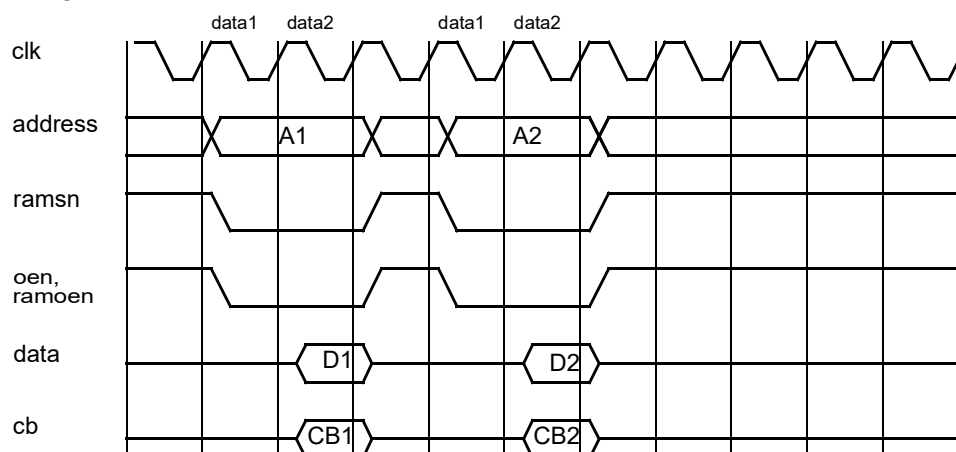 data1 data2 data1 data2
clk
address A1 A2
ramsn
oen,
ramoen
data D1 D2
cb CB1 CB2